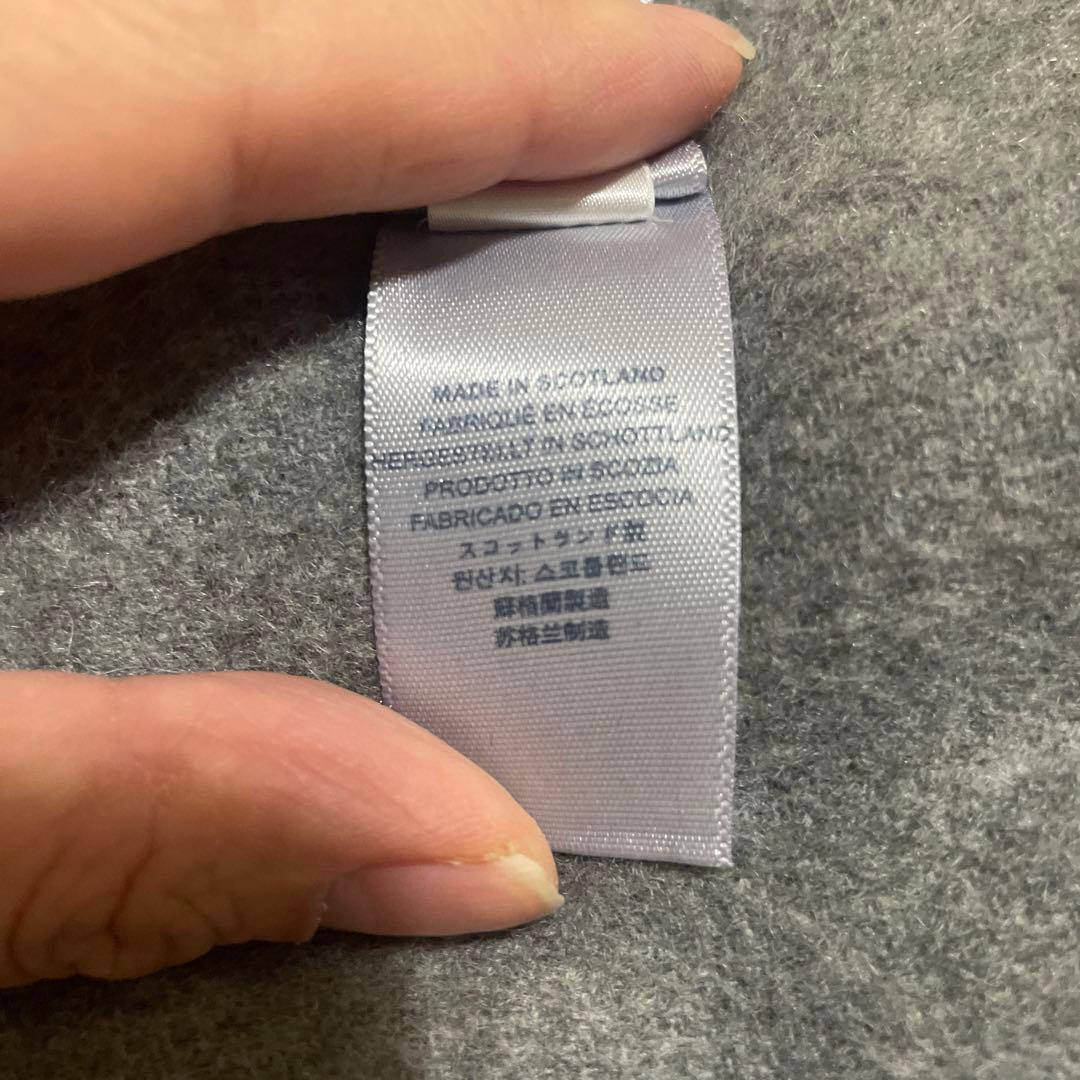 MADE IN SCOTLAND
FABRIQUÉ EN ÉCOSSE
HERGESTELLT IN SCHOTTLAND
PRODOTTO IN SCOZIA
FABRICADO EN ESCOCIA
スコットランド製
원산지: 스코틀랜드
蘇格蘭製造
苏格兰制造